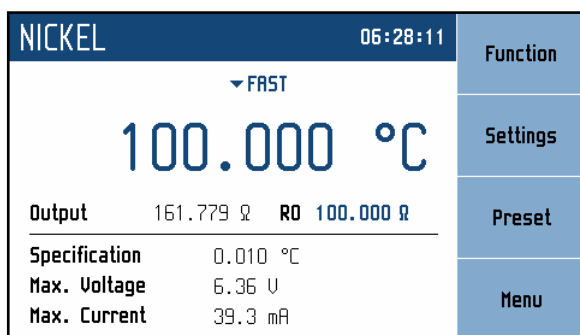 NICKEL 06:28:11
▾FAST
100.000 °C
Output 161.779 Ω R0 100.000 Ω
Specification 0.010 °C
Max. Voltage 6.36 V
Max. Current 39.3 mA
Function
Settings
Preset
Menu